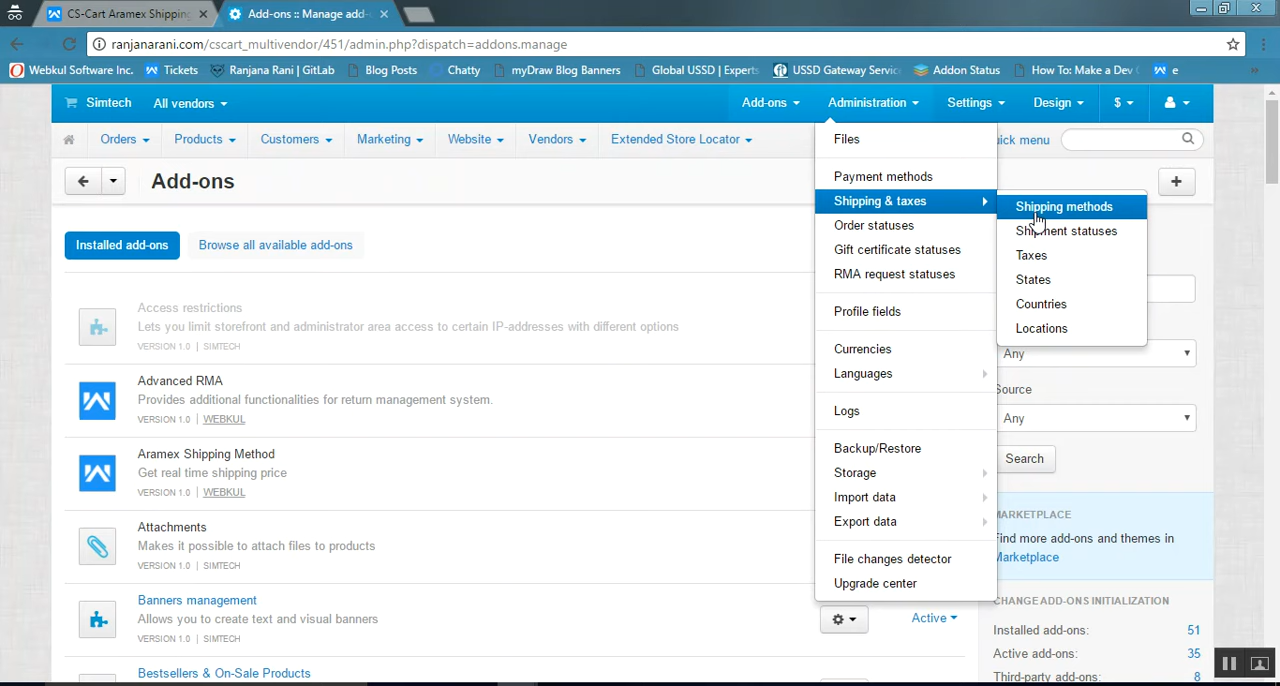 CS-Cart Aramex Shipping
Add-ons :: Manage add-
ranjanarani.com/cscart_multivendor/451/admin.php?dispatch=addons.manage
Webkul Software Inc. Tickets Ranjana Rani | GitLab Blog Posts Chatty myDraw Blog Banners Global USSD | Experts USSD Gateway Servic Addon Status How To: Make a Dev e
Simtech All vendors Add-ons Administration Settings Design $
Orders Products Customers Marketing Website Vendors Extended Store Locator uick menu
Add-ons
Installed add-ons Browse all available add-ons
Files
Payment methods
Shipping & taxes
Order statuses
Gift certificate statuses
RMA request statuses
Profile fields
Currencies
Languages
Logs
Backup/Restore
Storage
Import data
Export data
File changes detector
Upgrade center
Shipping methods
Shipment statuses
Taxes
States
Countries
Locations
Access restrictions
Lets you limit storefront and administrator area access to certain IP-addresses with different options
VERSION 1.0 | SIMTECH
Advanced RMA
Provides additional functionalities for return management system.
VERSION 1.0 | WEBKUL
Aramex Shipping Method
Get real time shipping price
VERSION 1.0 | WEBKUL
Attachments
Makes it possible to attach files to products
VERSION 1.0 | SIMTECH
Banners management
Allows you to create text and visual banners
VERSION 1.0 | SIMTECH
Active
Bestsellers & On-Sale Products
Any
Source
Any
Search
MARKETPLACE
Find more add-ons and themes in
Marketplace
CHANGE ADD-ONS INITIALIZATION
Installed add-ons: 51
Active add-ons: 35
Third-party add-ons: 8